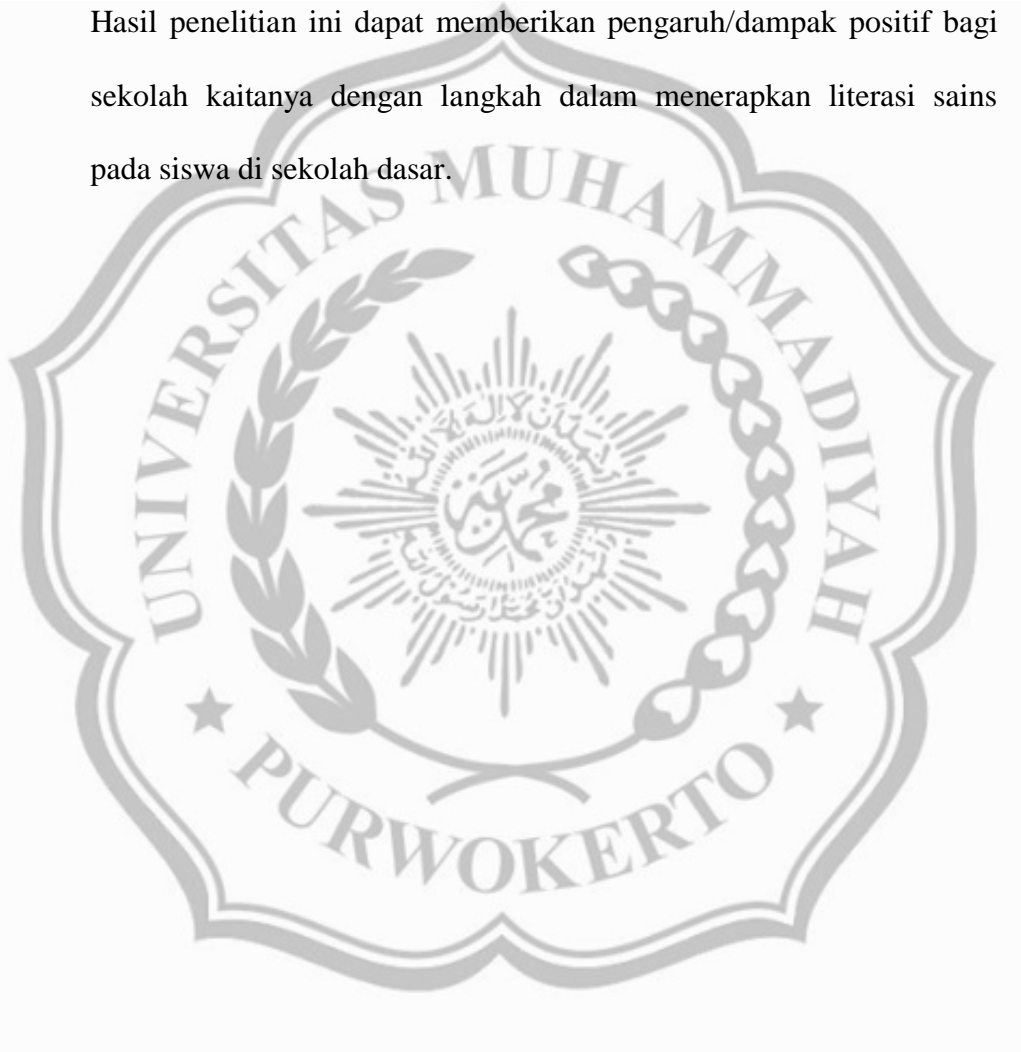 Hasil penelitian ini dapat memberikan pengaruh/dampak positif bagi
sekolah kaitanya dengan langkah dalam menerapkan literasi sains
pada siswa di sekolah dasar.
UNIVERSITAS MUHAMMADIYAH
PURWOKERTO